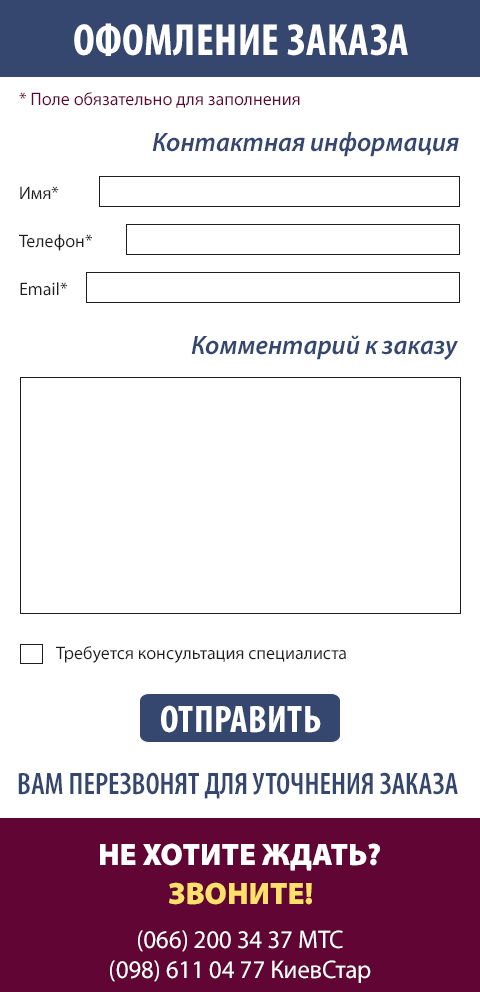 ОФОМЛЕНИЕ ЗАКАЗА
* Поле обязательно для заполнения
Контактная информация
Имя*
Телефон*
Email*
Комментарий к заказу
Требуется консультация специалиста
ОТПРАВИТЬ
ВАМ ПЕРЕЗВОНЯТ ДЛЯ УТОЧНЕНИЯ ЗАКАЗА
НЕ ХОТИТЕ ЖДАТЬ?
ЗВОНИТЕ!
(066) 200 34 37 МТС
(098) 611 04 77 КиевСтар